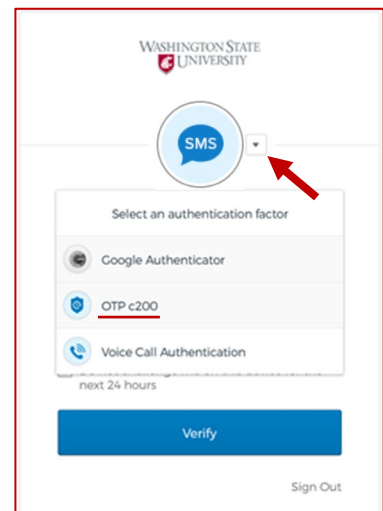 WASHINGTON STATE
UNIVERSITY
SMS
Select an authentication factor
Google Authenticator
OTP c200
Voice Call Authentication
next 24 hours
Verify
Sign Out